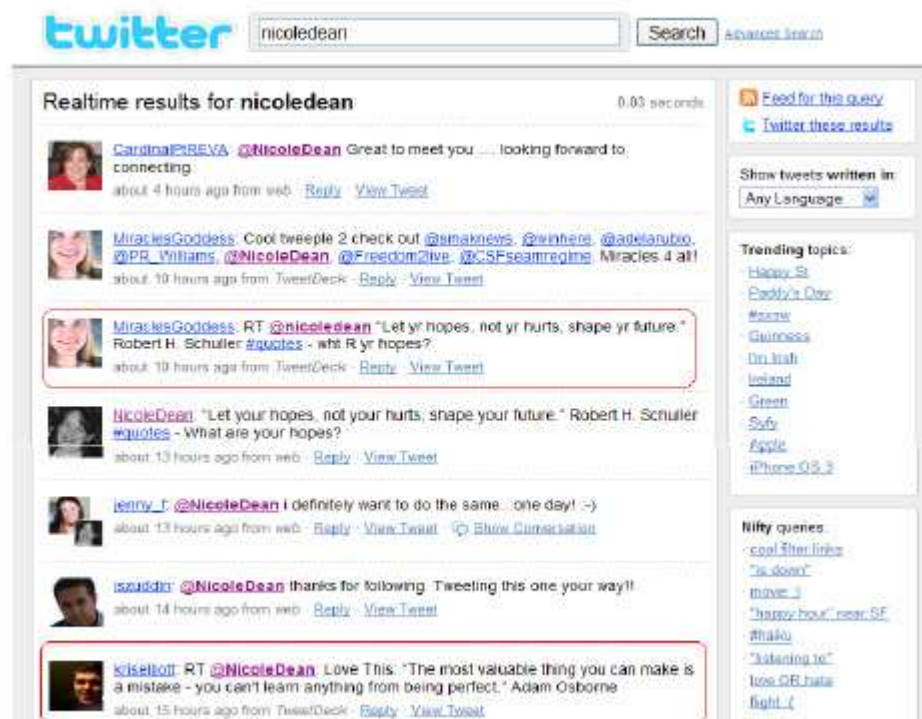 twitter
nicoledean
Search
Advanced Search
Realtime results for nicoledean
0.03 seconds
CardinalPtREVA: @NicoleDean Great to meet you .... looking forward to
connecting.
about 4 hours ago from web · Reply · View Tweet
MiraclesGoddess: Cool tweeple 2 check out @smaknews, @winhere, @adelarubio,
@PR_Williams, @NicoleDean, @Freedom2live, @CSFseamregime, Miracles 4 all!
about 10 hours ago from TweetDeck · Reply · View Tweet
MiraclesGoddess: RT @nicoledean "Let yr hopes, not yr hurts, shape yr future."
Robert H. Schuller #quotes - wht R yr hopes?
about 10 hours ago from TweetDeck · Reply · View Tweet
NicoleDean: "Let your hopes, not your hurts, shape your future." Robert H. Schuller
#quotes - What are your hopes?
about 13 hours ago from web · Reply · View Tweet
jenny_f: @NicoleDean i definitely want to do the same...one day! :-)
about 13 hours ago from web · Reply · View Tweet · Show Conversation
iszuddin: @NicoleDean thanks for following. Tweeting this one your way!!
about 14 hours ago from web · Reply · View Tweet
kriselliott: RT @NicoleDean: Love This: "The most valuable thing you can make is
a mistake - you can't learn anything from being perfect." Adam Osborne
about 15 hours ago from TweetDeck · Reply · View Tweet
Feed for this query
Twitter these results
Show tweets written in:
Any Language
Trending topics:
· Happy St
· Paddy's Day
· #sxsw
· Guinness
· I'm Irish
· Ireland
· Green
· Syfy
· Apple
· iPhone OS 3
Nifty queries:
· cool filter:links
· "is down"
· movie :)
· "happy hour" near:SF
· #haiku
· "listening to"
· love OR hate
· flight :(